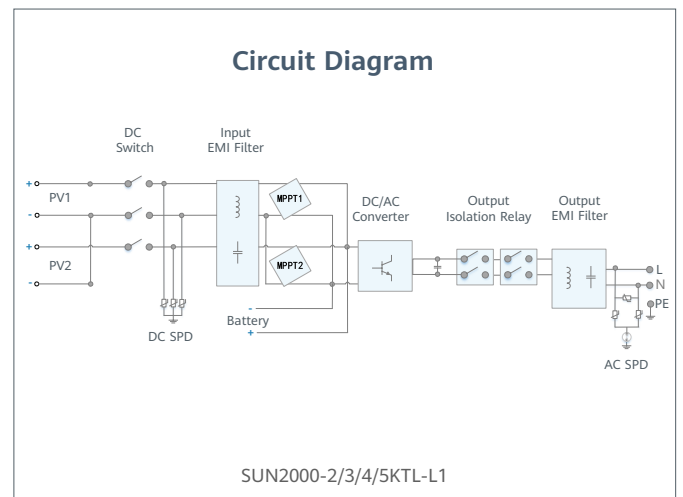 Circuit Diagram
DC
Switch
Input
EMI Filter
+
PV1
-
+
PV2
-
MPPT1
MPPT2
DC/AC
Converter
Output
Isolation Relay
Output
EMI Filter
L
N
PE
-
Battery
+
DC SPD
AC SPD
SUN2000-2/3/4/5KTL-L1